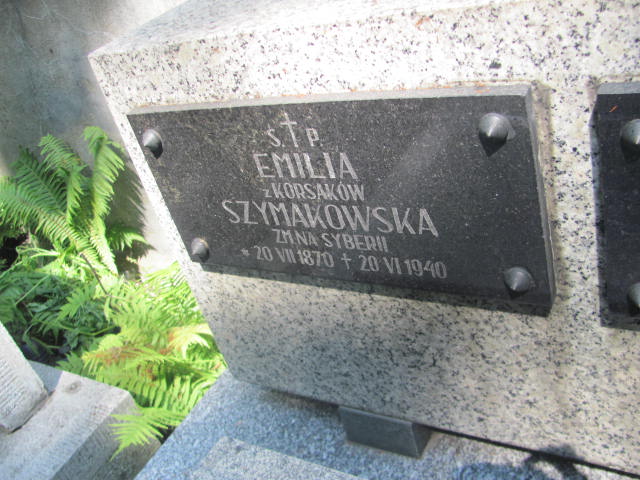 Ś † P.
EMILIA
z KORSAKÓW
SZYMAKOWSKA
ZM. NA SYBERII
* 20 VII 1870 † 20 VI 1940